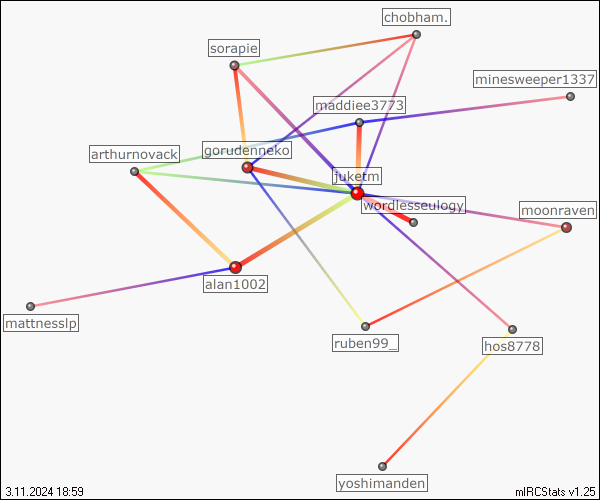 chobham.
sorapie
minesweeper1337
maddiee3773
arthurnovack
gorudenneko
juketm
wordlesseulogy
moonraven
alan1002
mattnesslp
ruben99_
hos8778
yoshimanden
3.11.2024 18:59
mIRCStats v1.25